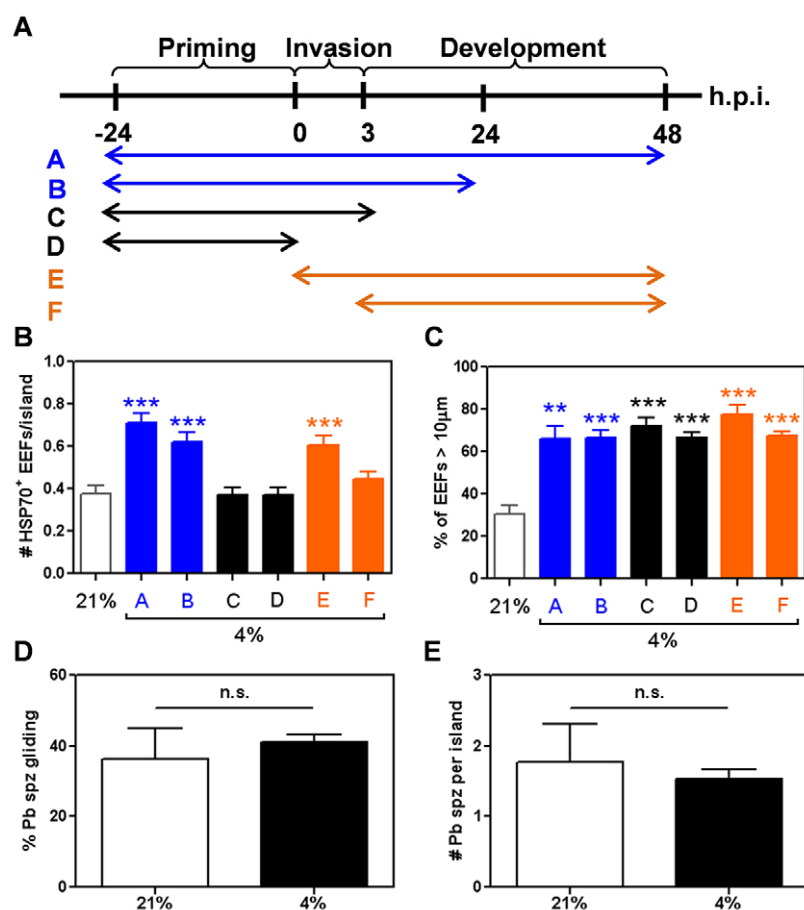 A
Priming Invasion Development
h.p.i.
-24 0 3 24 48
A
B
C
D
E
F
B
# HSP70+ EEFs/island
1.0
0.8
0.6
0.4
0.2
0.0
*** *** ***
21% A B C D E F
4%
C
% of EEFs > 10μm
100
80
60
40
20
0
** *** *** *** *** ***
21% A B C D E F
4%
D
% Pb spz gliding
60
40
20
0
n.s.
21% 4%
E
# Pb spz per island
3
2
1
0
n.s.
21% 4%